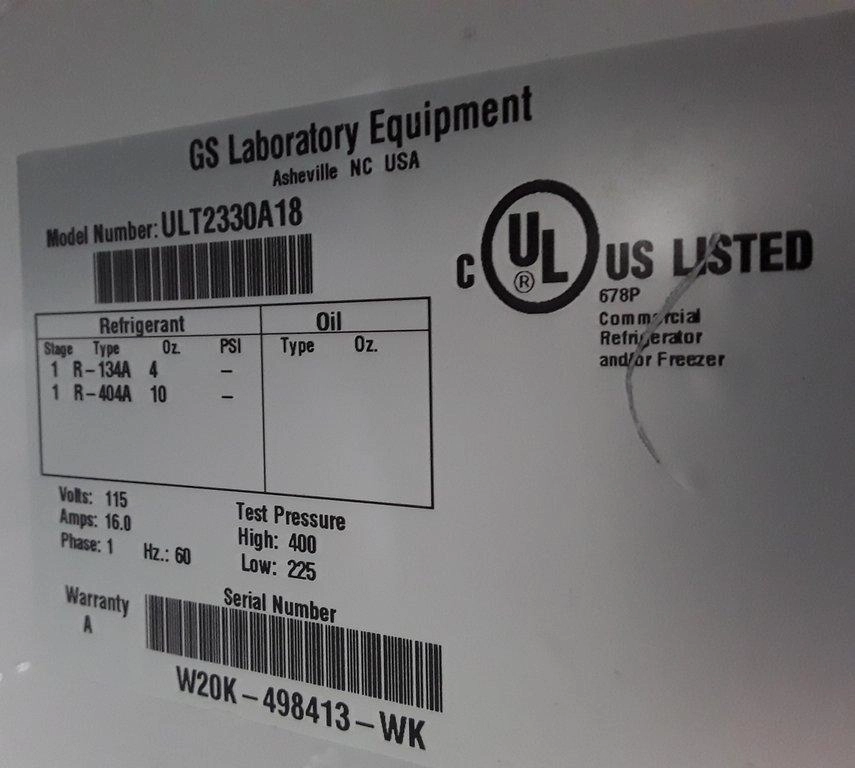 GS Laboratory Equipment
Asheville NC USA
Model Number: ULT2330A18
C UL ® US LISTED
678P
Commercial
Refrigerator
and/or Freezer
Refrigerant Oil
Stage Type Oz. PSI Type Oz.
1 R-134A 4 -
1 R-404A 10 -
Volts: 115
Amps: 16.0
Phase: 1 Hz.: 60
Test Pressure
High: 400
Low: 225
Warranty
A
Serial Number
W20K-498413-WK